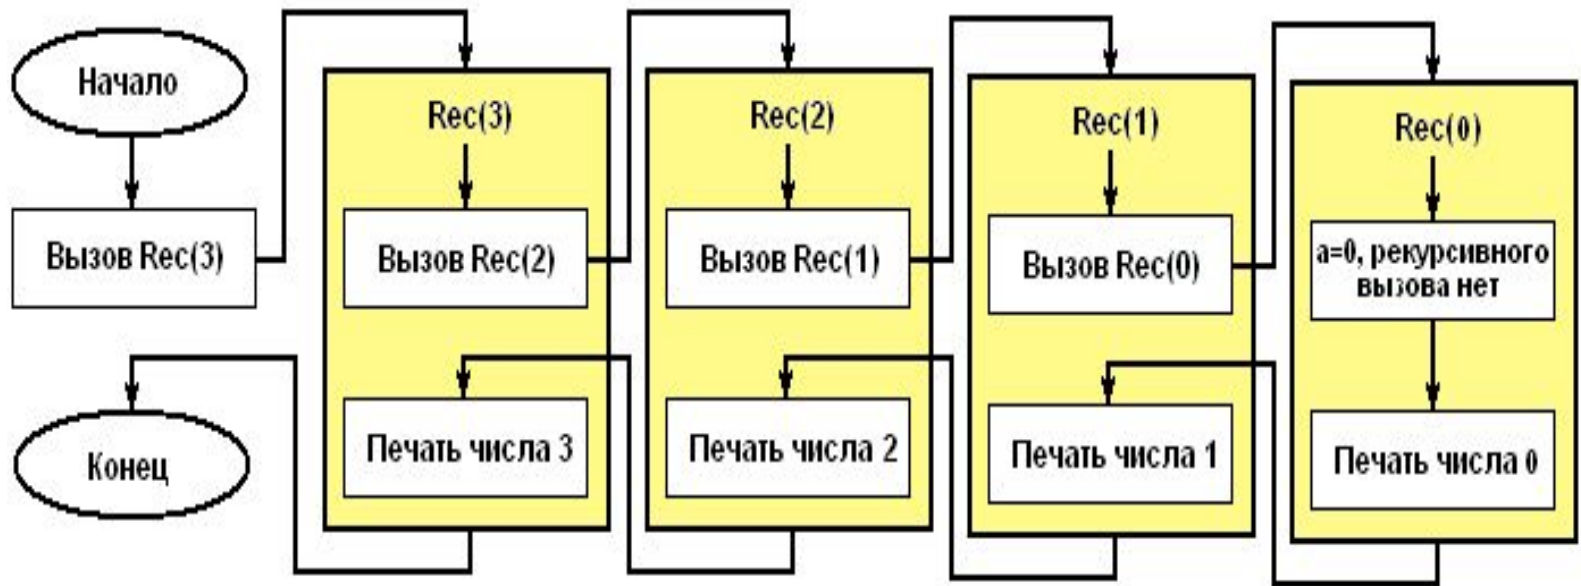 Начало
Вызов Rec(3)
Rec(3)
Вызов Rec(2)
Печать числа 3
Rec(2)
Вызов Rec(1)
Печать числа 2
Rec(1)
Вызов Rec(0)
Печать числа 1
Rec(0)
a=0, рекурсивного
вызова нет
Печать числа 0
Конец